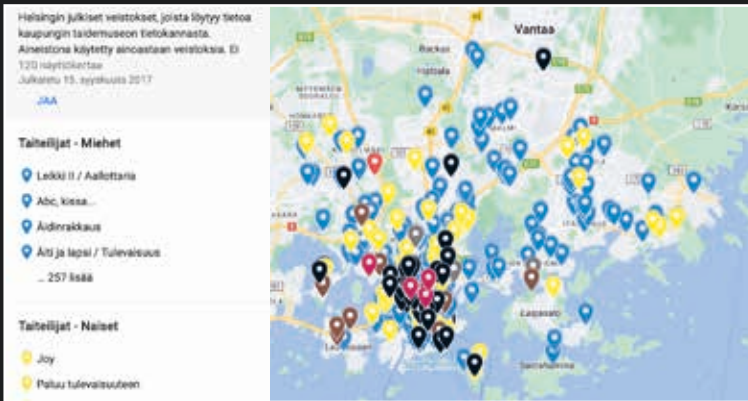 Helsingin julkiset veistokset, joista löytyy tietoa
kaupungin taidemuseon tietokannasta.
Aineistona käytetty ainoastaan veistoksia. Ei
120 näyttökertaa
Julkaistu 15. syyskuuta 2017
JAA
Taiteilijat - Miehet
Leikki II / Aallottaria
Abc, kissa...
Äidinrakkaus
Äiti ja lapsi / Tulevaisuus
... 257 lisää
Taiteilijat - Naiset
Joy
Paluu tulevaisuuteen
Vantaa
MALMI
Laajasalo
Santahamina